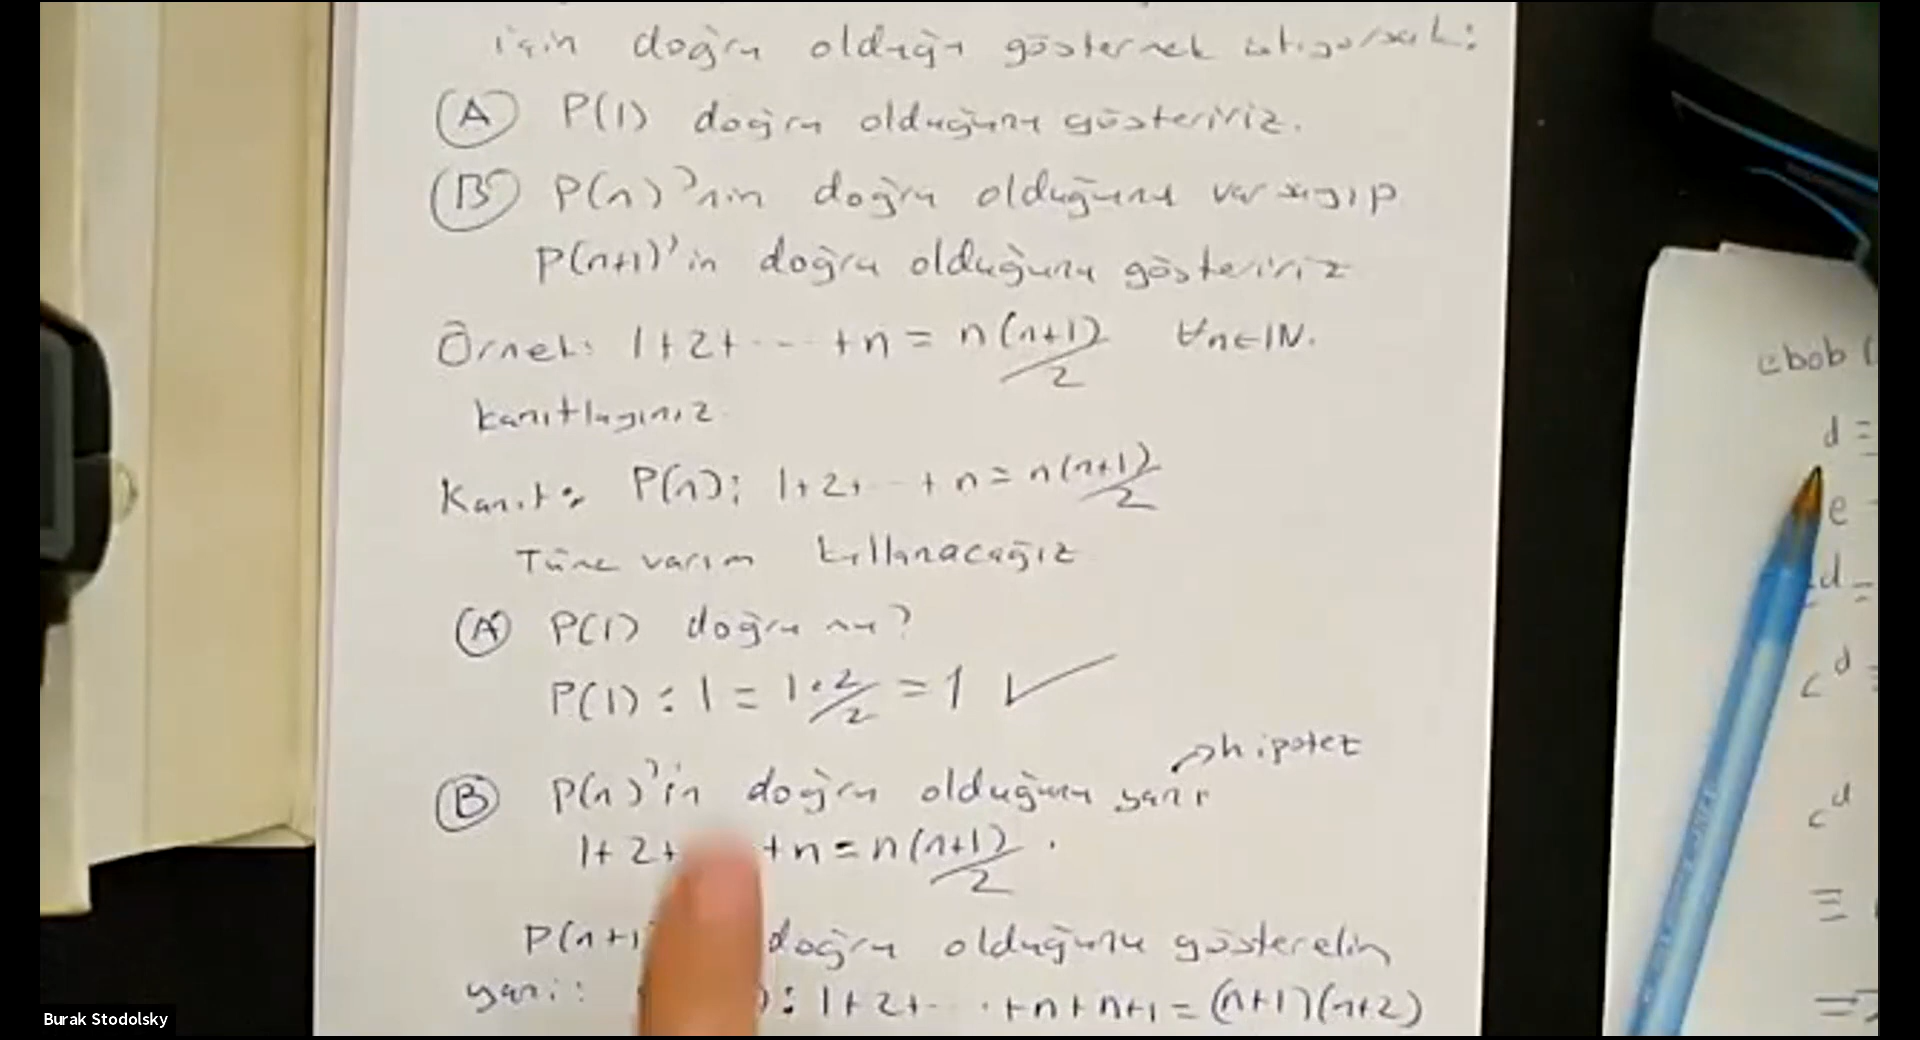 için doğru olduğu göstermek istiyorsak:
(A) P(1) doğru olduğunu gösteririz.
(B) P(n)'nin doğru olduğunu varsayıp
P(n+1)'in doğru olduğunu gösteririz
Örnek: 1+2+ ... +n = n(n+1)/2 ∀n∈ℕ.
kanıtlayınız.
Kanıt: P(n): 1+2+ ... +n = n(n+1)/2
Tüme varım kullanacağız
(A) P(1) doğru mu?
P(1): 1 = 1·2/2 = 1 ✓
→hipotez
(B) P(n)'in doğru olduğunu yani
1+2+ +n = n(n+1)/2 .
P(n+1 doğru olduğunu gösterelim
yani: ): 1+2+ ... +n+n+1 = (n+1)(n+2)
ebob (
d =
e
d =
c^d =
c^d
≡
Burak Stodolsky